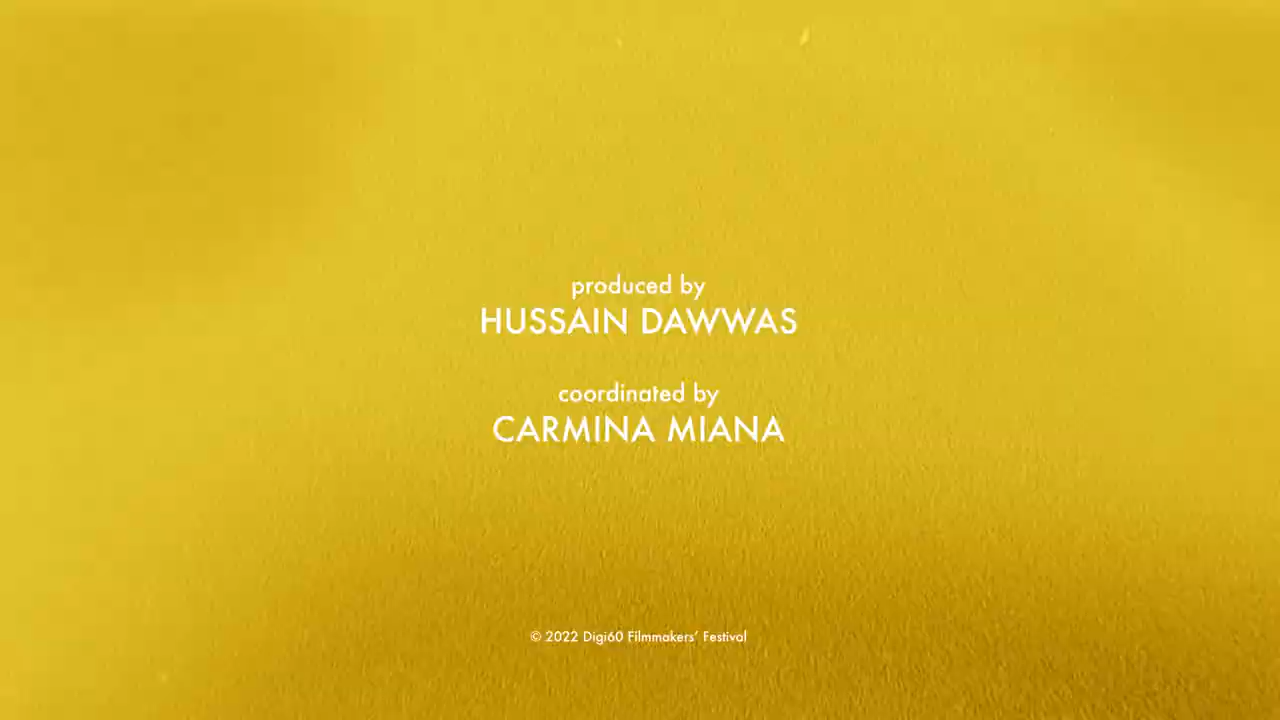 produced by
HUSSAIN DAWWAS
coordinated by
CARMINA MIANA
© 2022 Digi60 Filmmakers’ Festival